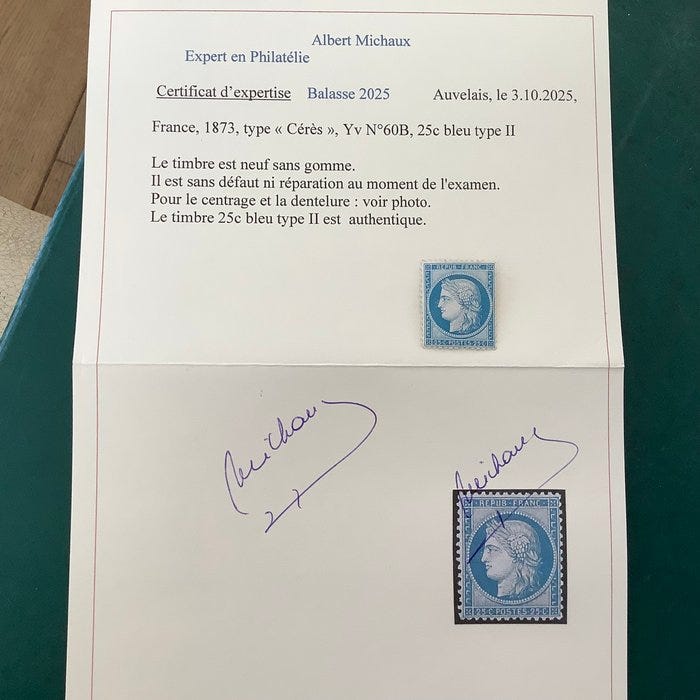 Albert Michaux
Expert en Philatélie
Certificat d'expertise Balasse 2025 Auvelais, le 3.10.2025,
France, 1873, type « Cérès », Yv N°60B, 25c bleu type II
Le timbre est neuf sans gomme.
Il est sans défaut ni réparation au moment de l'examen.
Pour le centrage et la dentelure : voir photo.
Le timbre 25c bleu type II est authentique.
REPUB·FRANC·
25·C·POSTES·25·C
Michaux
Michaux
REPUB·FRANC·
25·C·POSTES·25·C